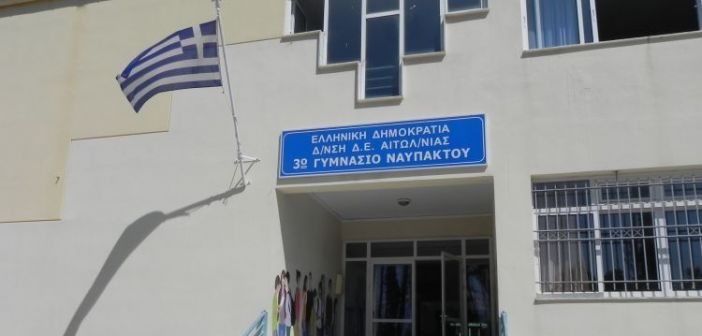 ΕΛΛΗΝΙΚΗ ΔΗΜΟΚΡΑΤΙΑ
Δ/ΝΣΗ Δ.Ε. ΑΙΤΩΛ/ΝΙΑΣ
3ο ΓΥΜΝΑΣΙΟ ΝΑΥΠΑΚΤΟΥ